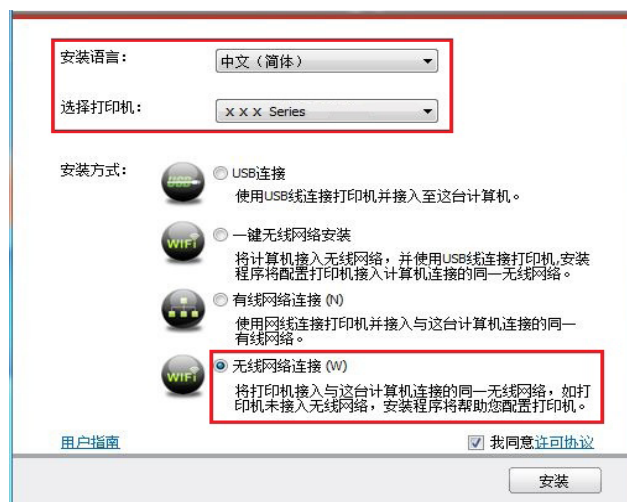 安装语言： 中文（简体）
选择打印机： X X X Series
安装方式： USB连接
使用USB线连接打印机并接入至这台计算机。
一键无线网络安装
将计算机接入无线网络，并使用USB线连接打印机,安装
程序将配置打印机接入计算机连接的同一无线网络。
有线网络连接 (N)
使用网线连接打印机并接入与这台计算机连接的同一
有线网络。
无线网络连接 (W)
将打印机接入与这台计算机连接的同一无线网络，如打
印机未接入无线网络，安装程序将帮助您配置打印机。
用户指南 我同意许可协议
安装
USB
WiFi
WiFi